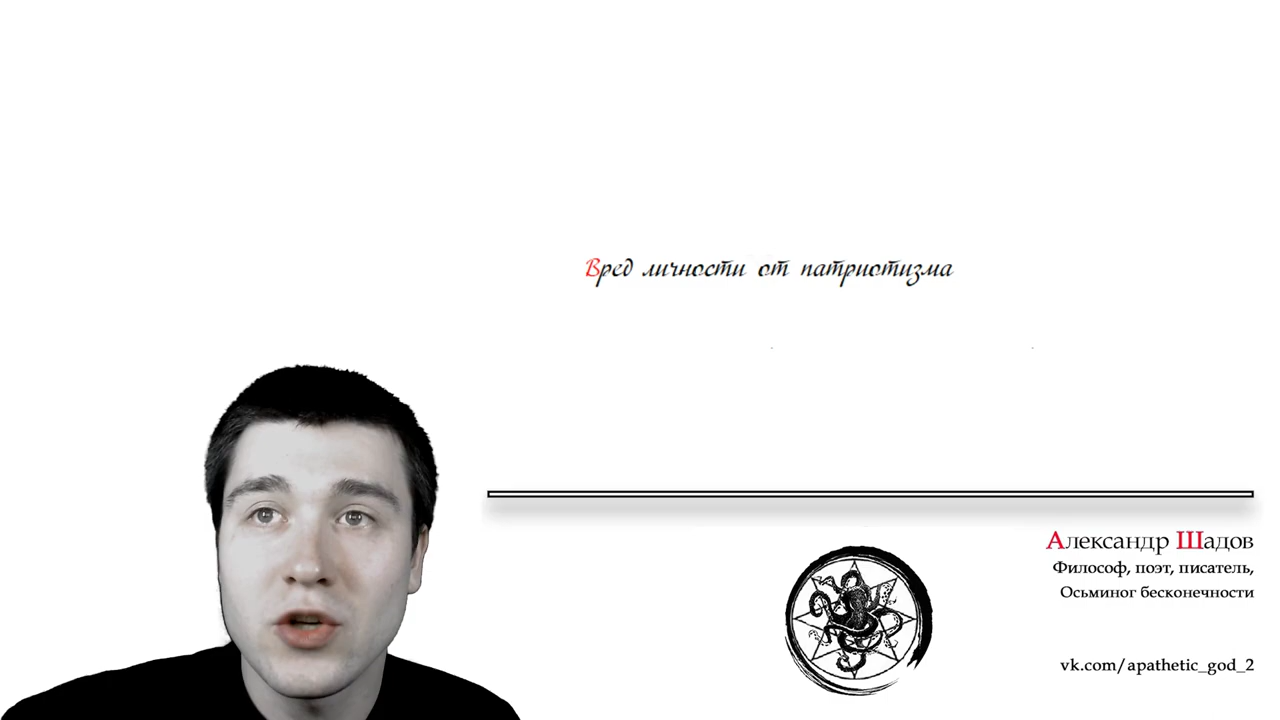 Вред личности от патриотизма
Александр Шадов
Философ, поэт, писатель,
Осьминог бесконечности
vk.com/apathetic_god_2